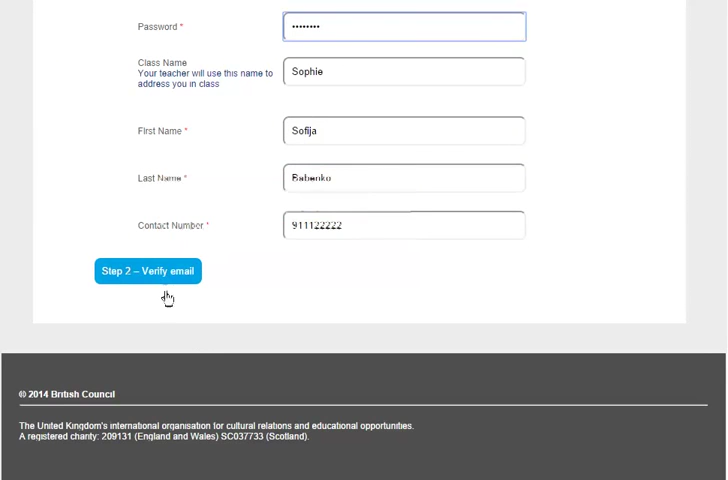 Password *
••••••••
Class Name
Your teacher will use this name to
address you in class
Sophie
First Name *
Sofija
Last Name *
Babenko
Contact Number *
911122222
Step 2 – Verify email
© 2014 British Council
The United Kingdom's international organisation for cultural relations and educational opportunities.
A registered charity: 209131 (England and Wales) SC037733 (Scotland).